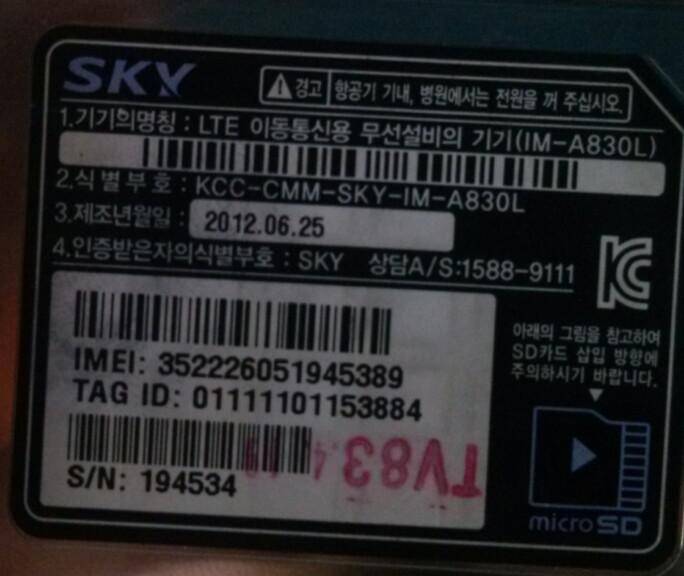 SKY
경고 항공기 기내, 병원에서는 전원을 꺼 주십시오.
1.기기의명칭 : LTE 이동통신용 무선설비의 기기(IM-A830L)
2.식별부호 : KCC-CMM-SKY-IM-A830L
3.제조년월일 : 2012.06.25
4.인증받은자의식별부호 : SKY 상담A/S:1588-9111
아래의 그림을 참고하여
SD카드 삽입 방향에
주의하시기 바랍니다.
IMEI: 352226051945389
TAG ID: 01111101153884
S/N: 194534
micro SD